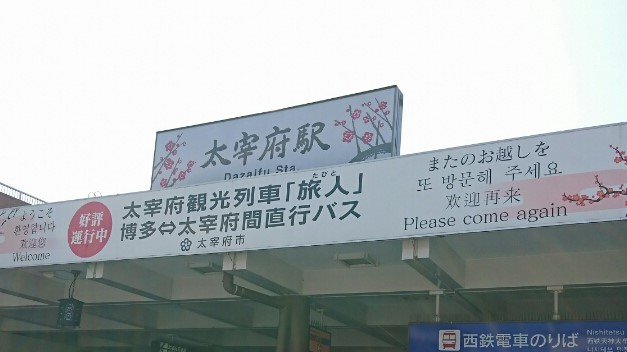 太宰府駅
Dazaifu Sta.
ようこそ
환영합니다
欢迎您
Welcome
好評
運行中
太宰府観光列車「旅人」
たびと
博多⇔太宰府間直行バス
太宰府市
またのお越しを
또 방문해 주세요
欢迎再来
Please come again
西鉄電車のりば
Nishitetsu